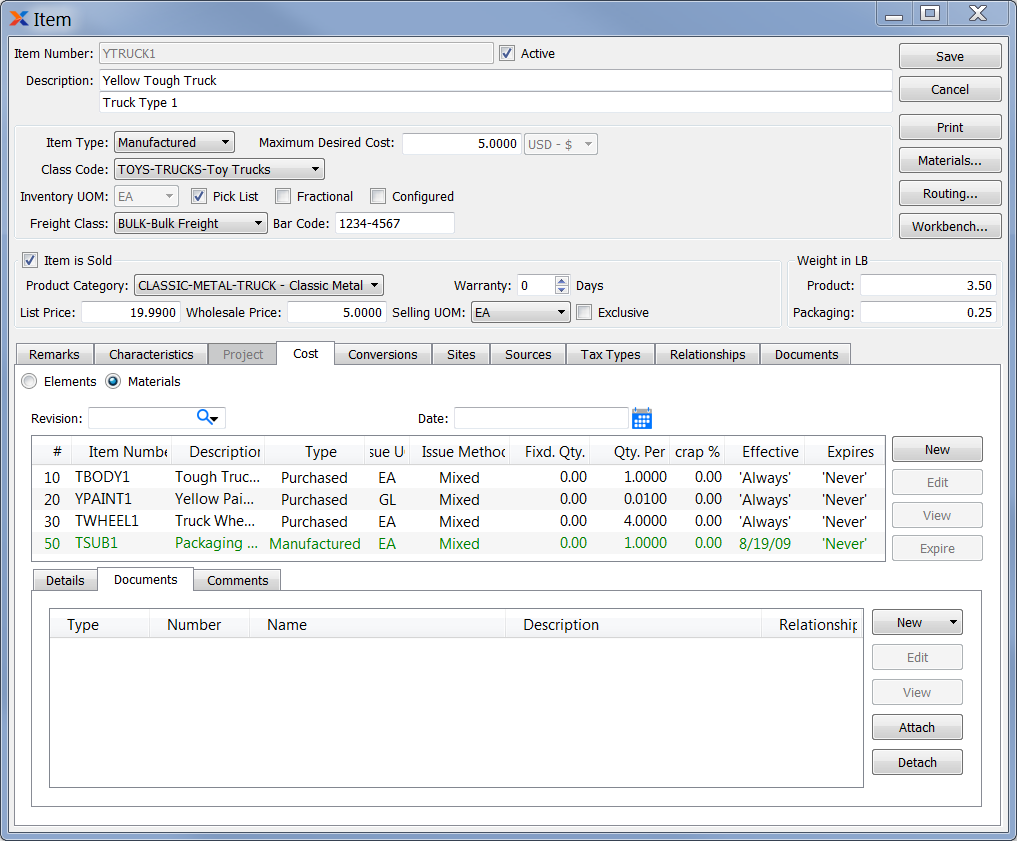 Item
Item Number: YTRUCK1 Active Save
Description: Yellow Tough Truck Cancel
Truck Type 1
Print
Item Type: Manufactured Maximum Desired Cost: 5.0000 USD - $
Materials...
Class Code: TOYS-TRUCKS-Toy Trucks
Inventory UOM: EA Pick List Fractional Configured Routing...
Freight Class: BULK-Bulk Freight Bar Code: 1234-4567 Workbench...
Item is Sold Weight in LB
Product Category: CLASSIC-METAL-TRUCK - Classic Metal Warranty: 0 Days Product: 3.50
List Price: 19.9900 Wholesale Price: 5.0000 Selling UOM: EA Exclusive Packaging: 0.25
Remarks Characteristics Project Cost Conversions Sites Sources Tax Types Relationships Documents
Elements Materials
Revision: Date:
# Item Numbe Description Type sue U Issue Method Fixd. Qty. Qty. Per crap % Effective Expires New
10 TBODY1 Tough Truc... Purchased EA Mixed 0.00 1.0000 0.00 'Always' 'Never' Edit
20 YPAINT1 Yellow Pai... Purchased GL Mixed 0.00 0.0100 0.00 'Always' 'Never'
30 TWHEEL1 Truck Whe... Purchased EA Mixed 0.00 4.0000 0.00 'Always' 'Never' View
50 TSUB1 Packaging ... Manufactured EA Mixed 0.00 1.0000 0.00 8/19/09 'Never' Expire
Details Documents Comments
Type Number Name Description Relationship New
Edit
View
Attach
Detach